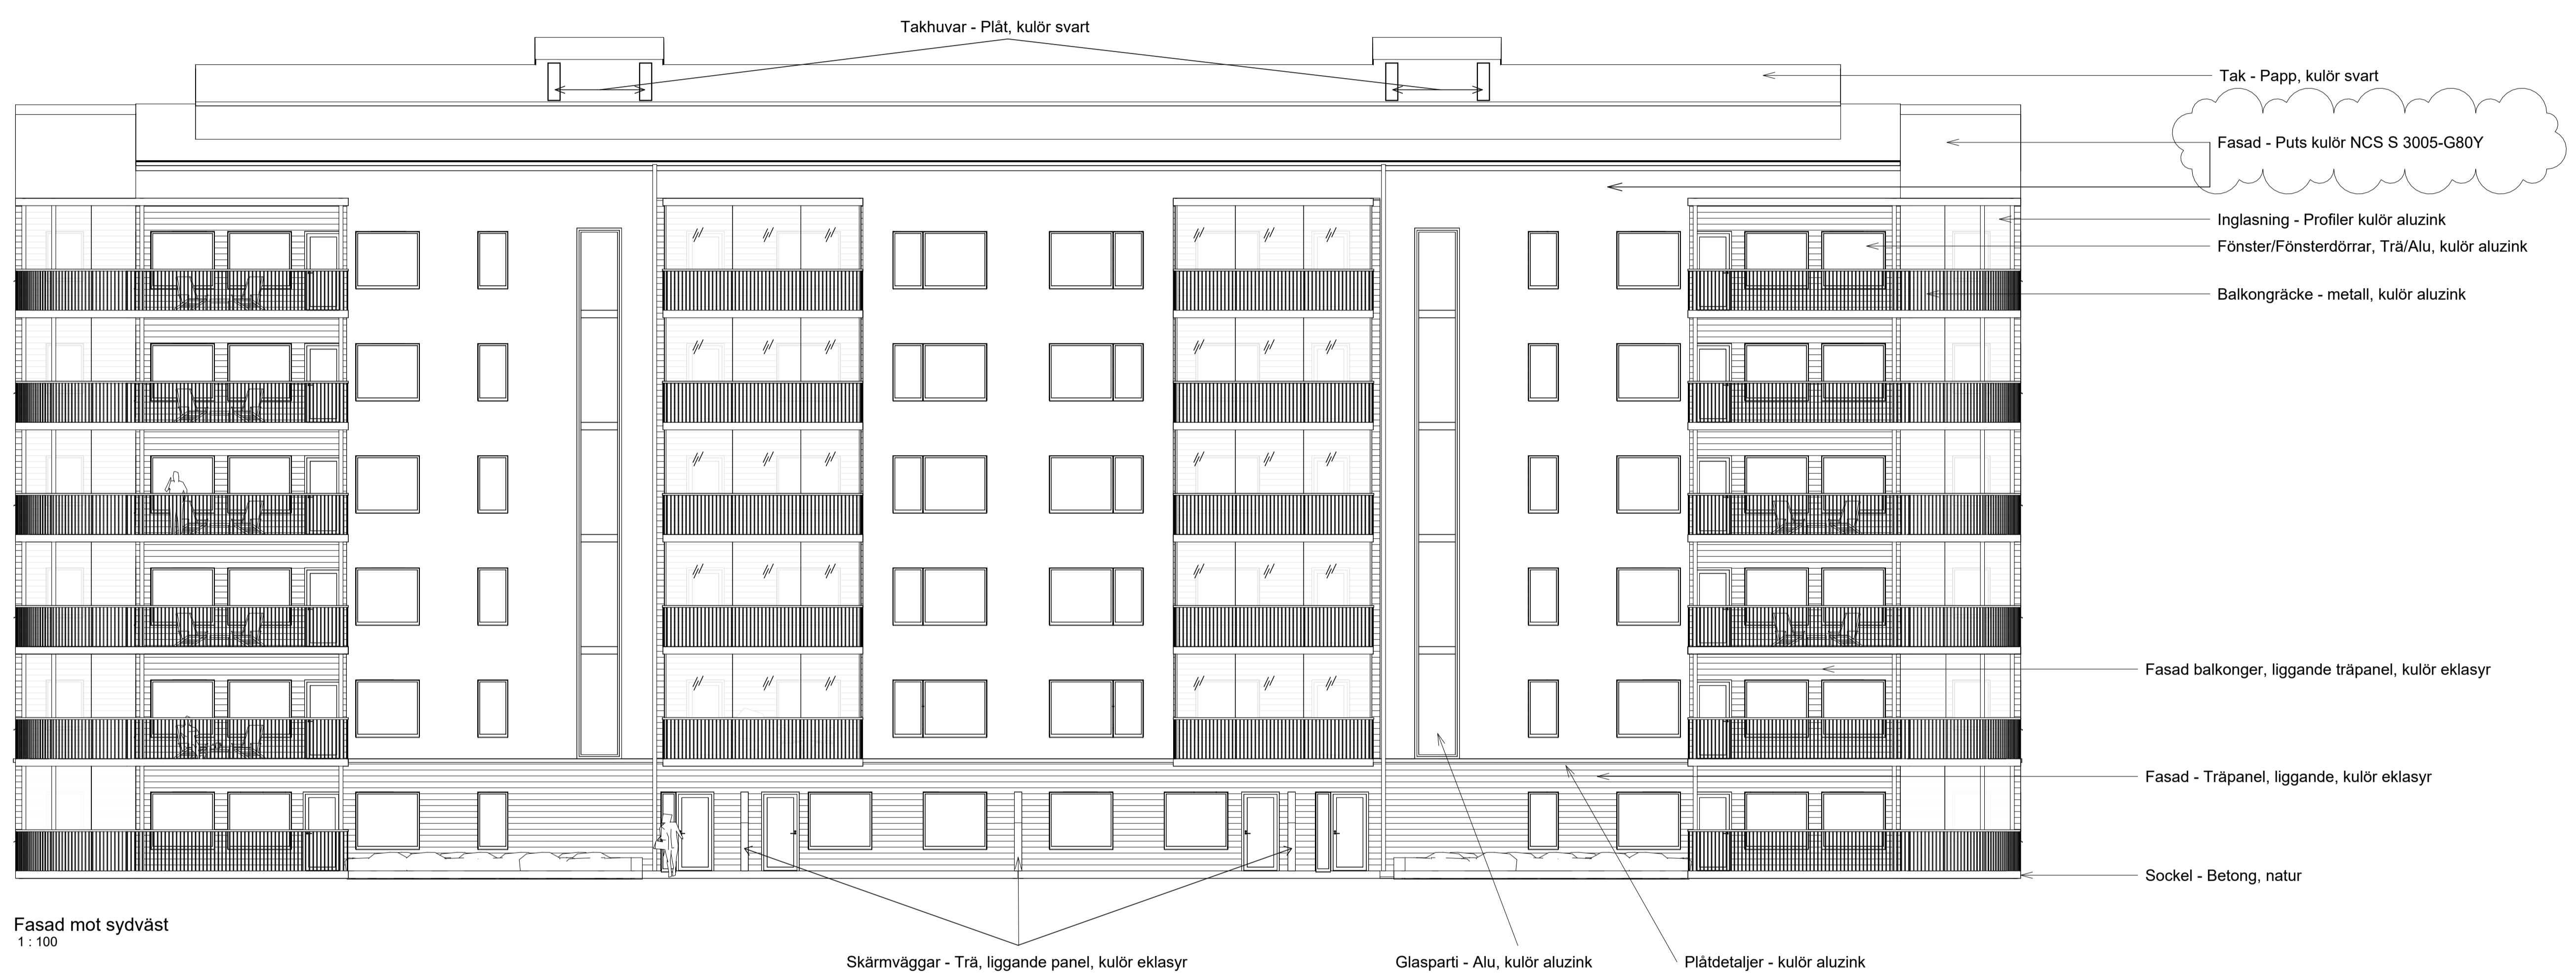 Takhuvar - Plåt, kulör svart
Tak - Papp, kulör svart
Fasad - Puts kulör NCS S 3005-G80Y
Inglasning - Profiler kulör aluzink
Fönster/Fönsterdörrar, Trä/Alu, kulör aluzink
Balkongräcke - metall, kulör aluzink
Fasad balkonger, liggande träpanel, kulör eklasyr
Fasad - Träpanel, liggande, kulör eklasyr
Sockel - Betong, natur
Fasad mot sydväst
1 : 100
Skärmväggar - Trä, liggande panel, kulör eklasyr
Glasparti - Alu, kulör aluzink
Plåtdetaljer - kulör aluzink